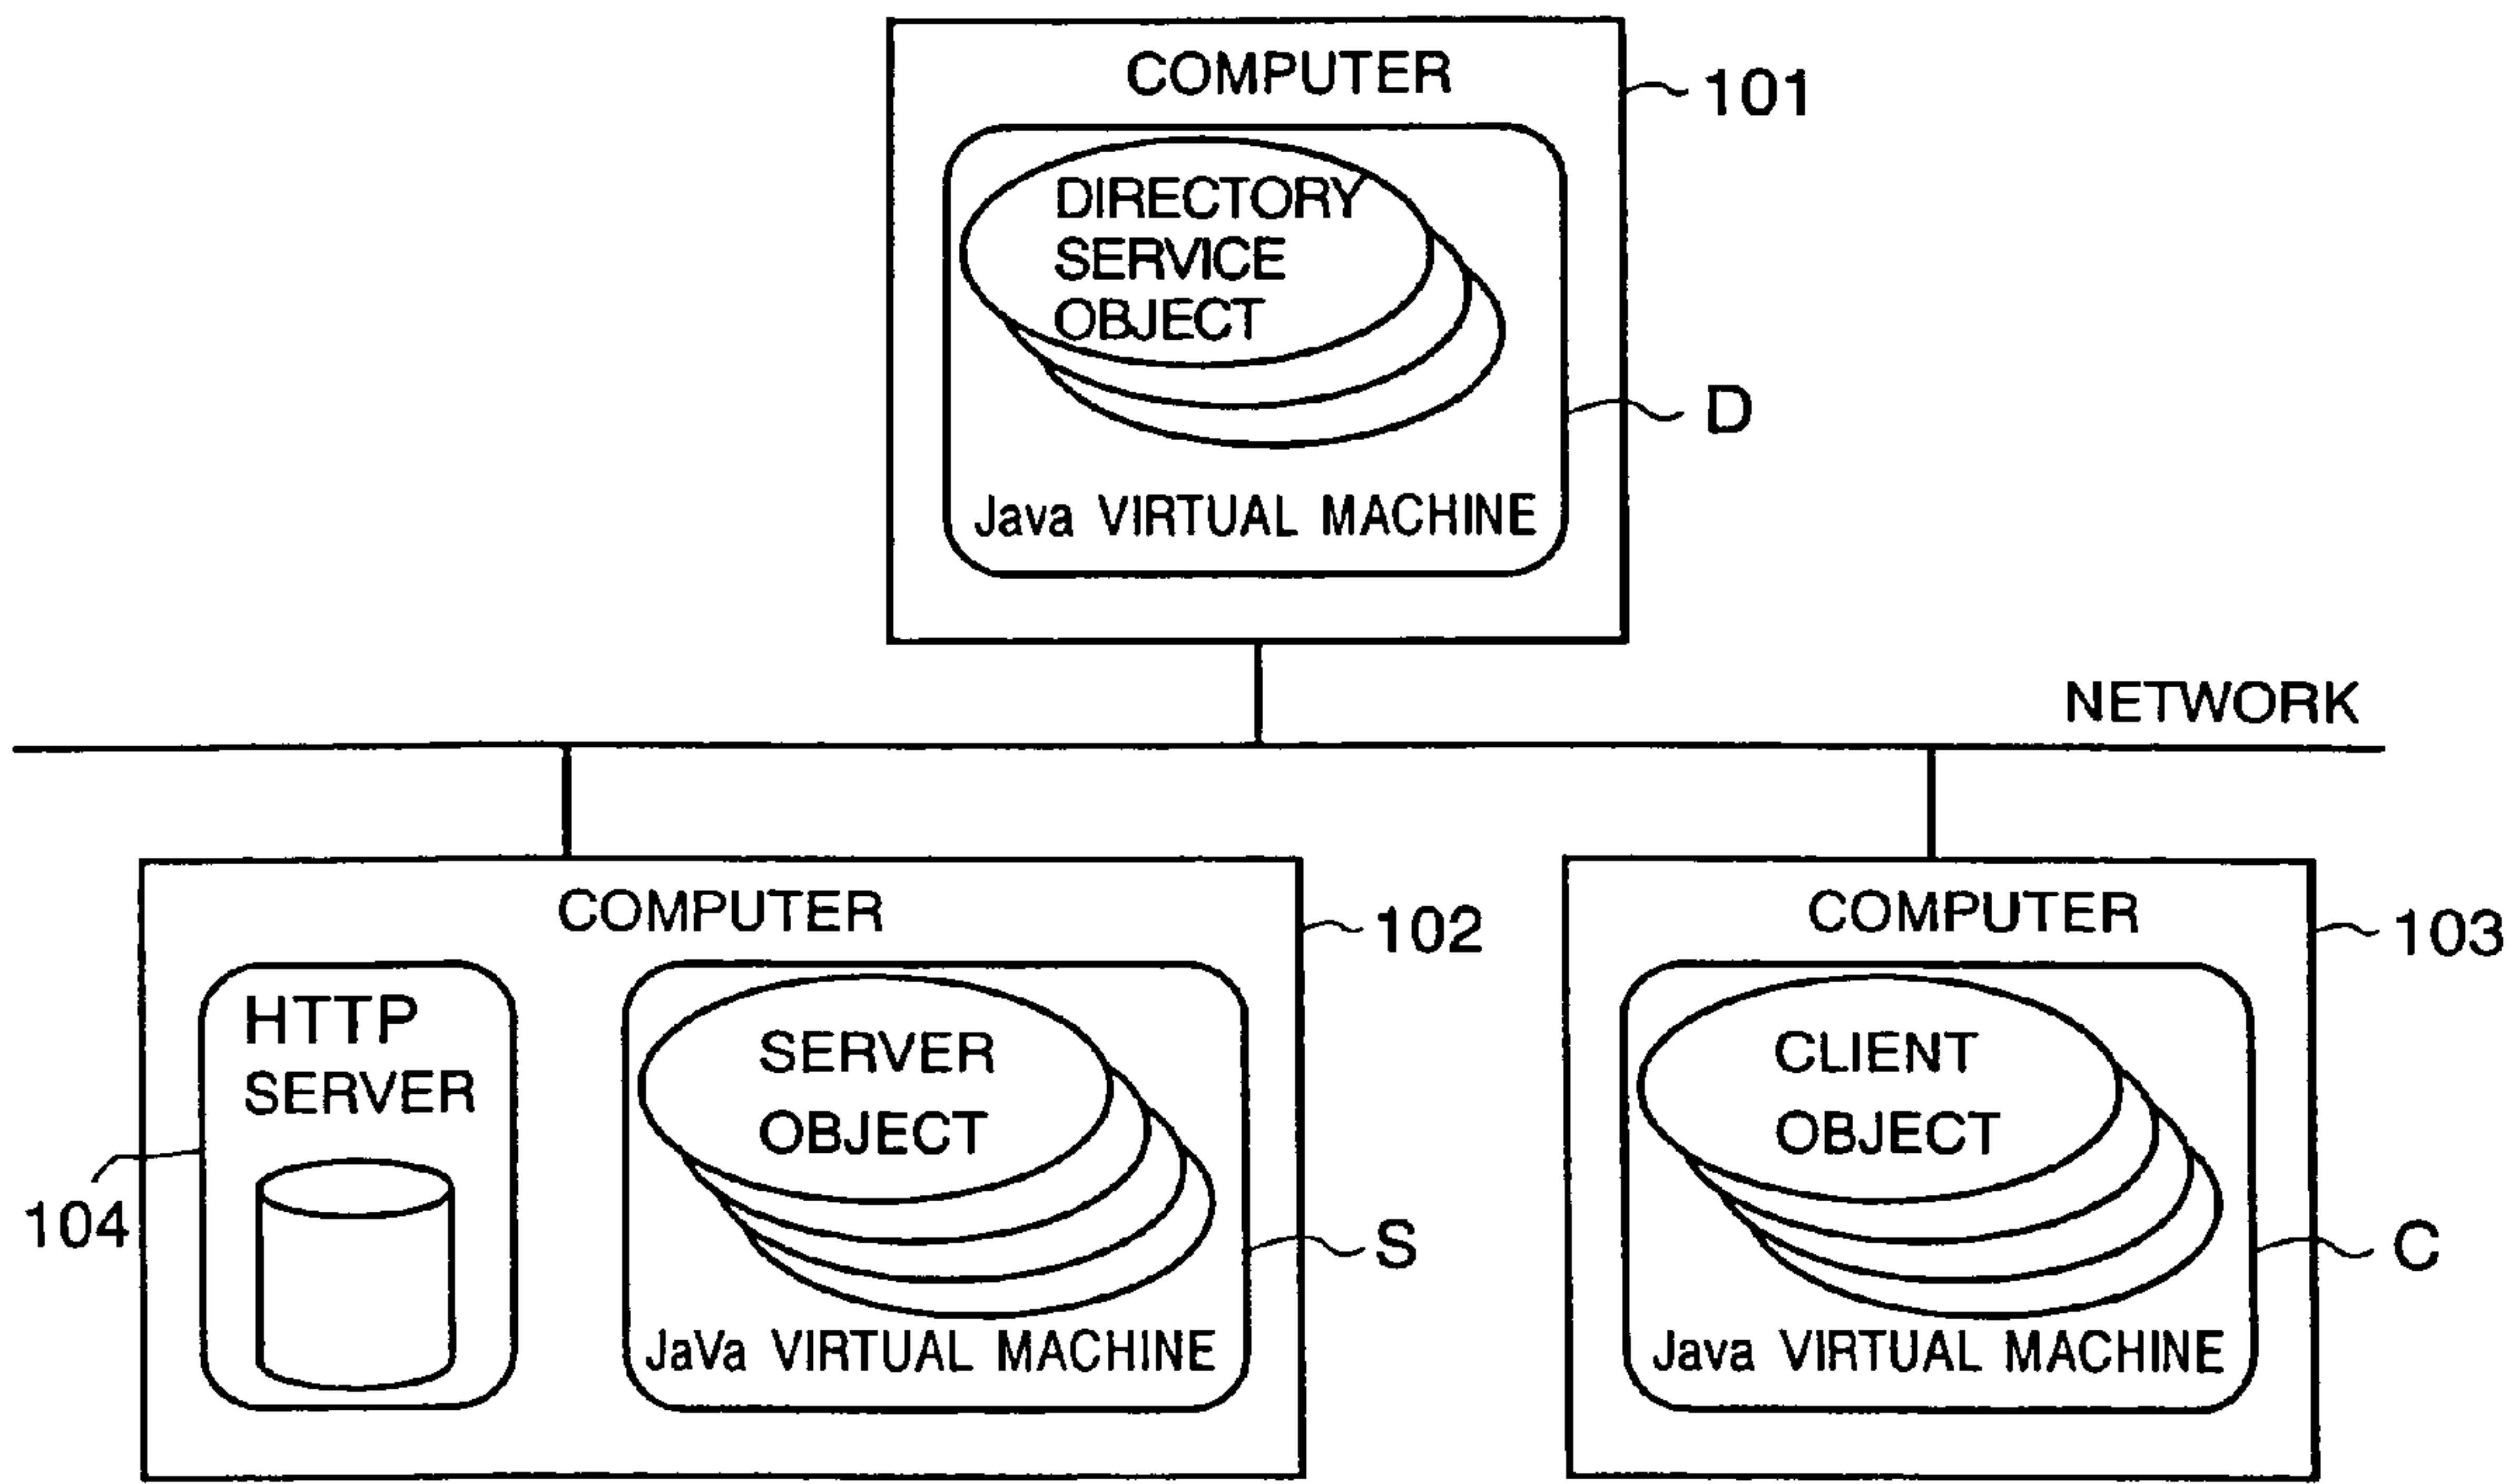 COMPUTER
101
DIRECTORY
SERVICE
OBJECT
D
Java VIRTUAL MACHINE
NETWORK
COMPUTER
102
HTTP
SERVER
104
SERVER
OBJECT
S
JaVa VIRTUAL MACHINE
COMPUTER
103
CLIENT
OBJECT
C
Java VIRTUAL MACHINE